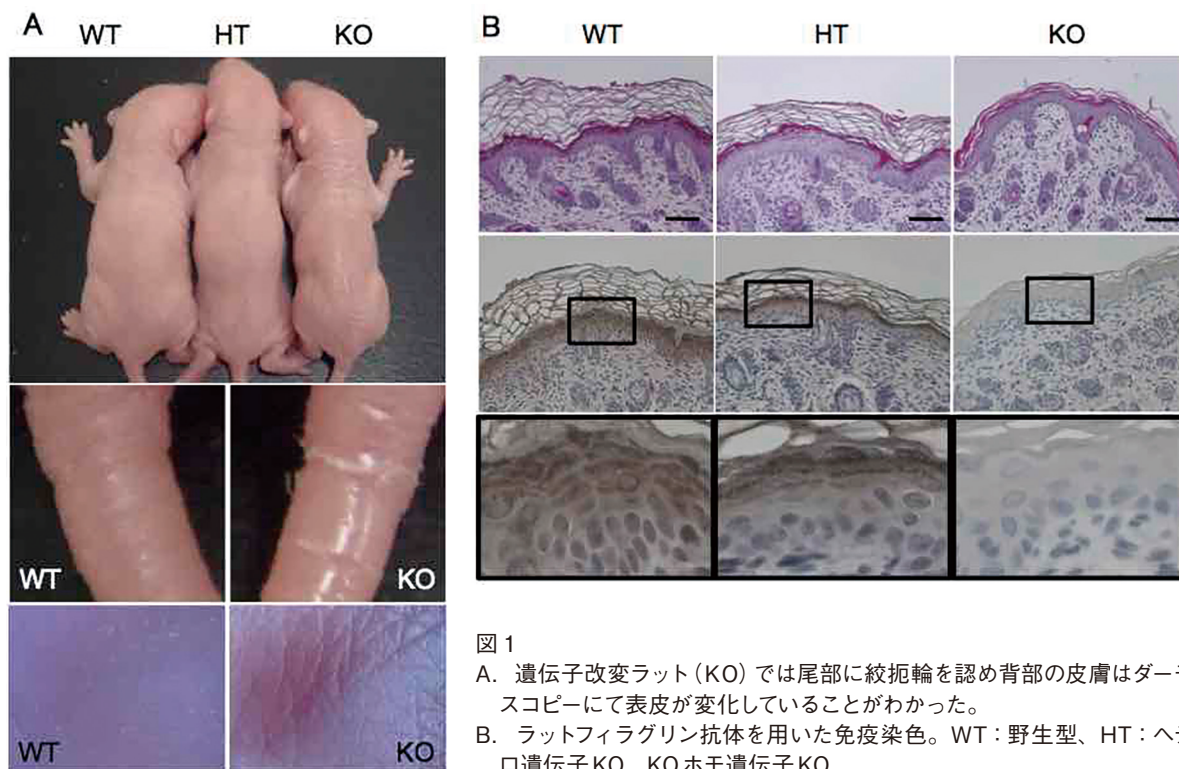 A WT HT KO
WT KO
WT KO
B WT HT KO
図 1
A. 遺伝子改変ラット（KO）では尾部に絞扼輪を認め背部の皮膚はダー
スコピーにて表皮が変化していることがわかった。
B. ラットフィラグリン抗体を用いた免疫染色。WT：野生型、HT：ヘ
ロ遺伝子KO、KOホモ遺伝子KO